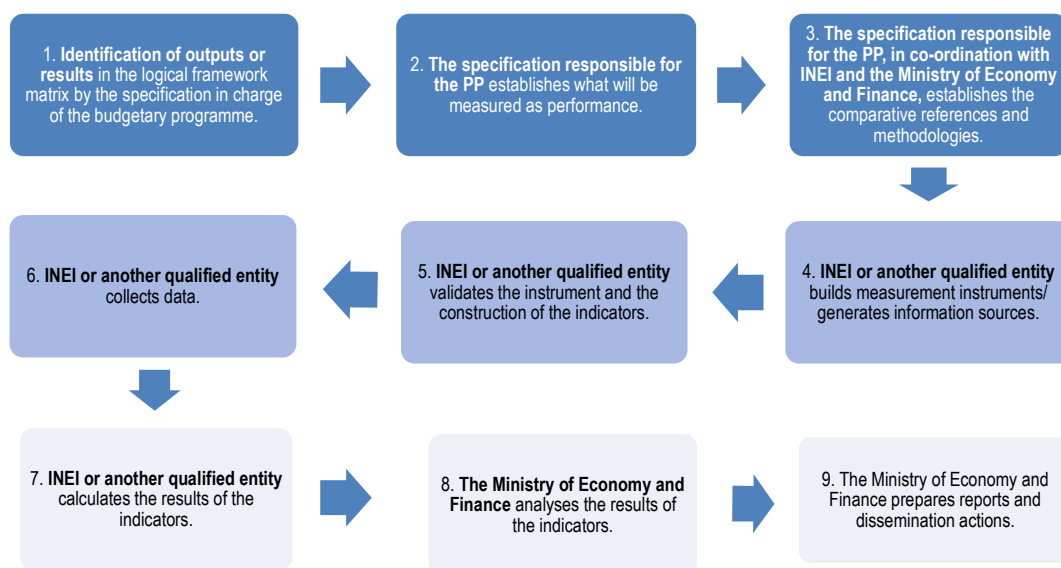 1. Identification of outputs or
results in the logical framework
matrix by the specification in charge
of the budgetary programme.
2. The specification responsible for
the PP establishes what will be
measured as performance.
3. The specification responsible
for the PP, in co-ordination with
INEI and the Ministry of Economy
and Finance, establishes the
comparative references and
methodologies.
4. INEI or another qualified entity
builds measurement instruments/
generates information sources.
5. INEI or another qualified entity
validates the instrument and the
construction of the indicators.
6. INEI or another qualified entity
collects data.
7. INEI or another qualified entity
calculates the results of the
indicators.
8. The Ministry of Economy and
Finance analyses the results of
the indicators.
9. The Ministry of Economy and
Finance prepares reports and
dissemination actions.